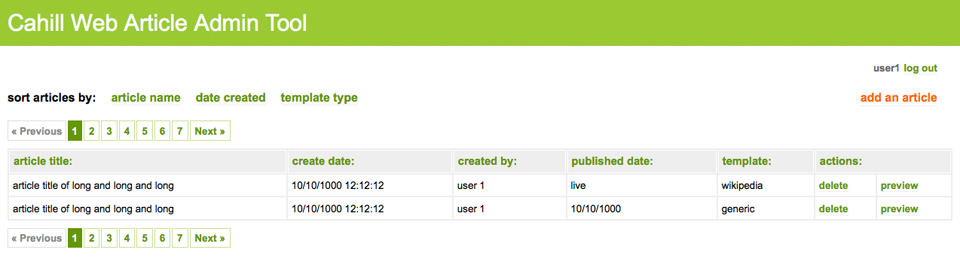 Cahill Web Article Admin Tool
user1 log out
sort articles by: article name date created template type add an article
« Previous 1 2 3 4 5 6 7 Next »
article title: create date: created by: published date: template: actions:
article title of long and long and long 10/10/1000 12:12:12 user 1 live wikipedia delete preview
article title of long and long and long 10/10/1000 12:12:12 user 1 10/10/1000 generic delete preview
« Previous 1 2 3 4 5 6 7 Next »